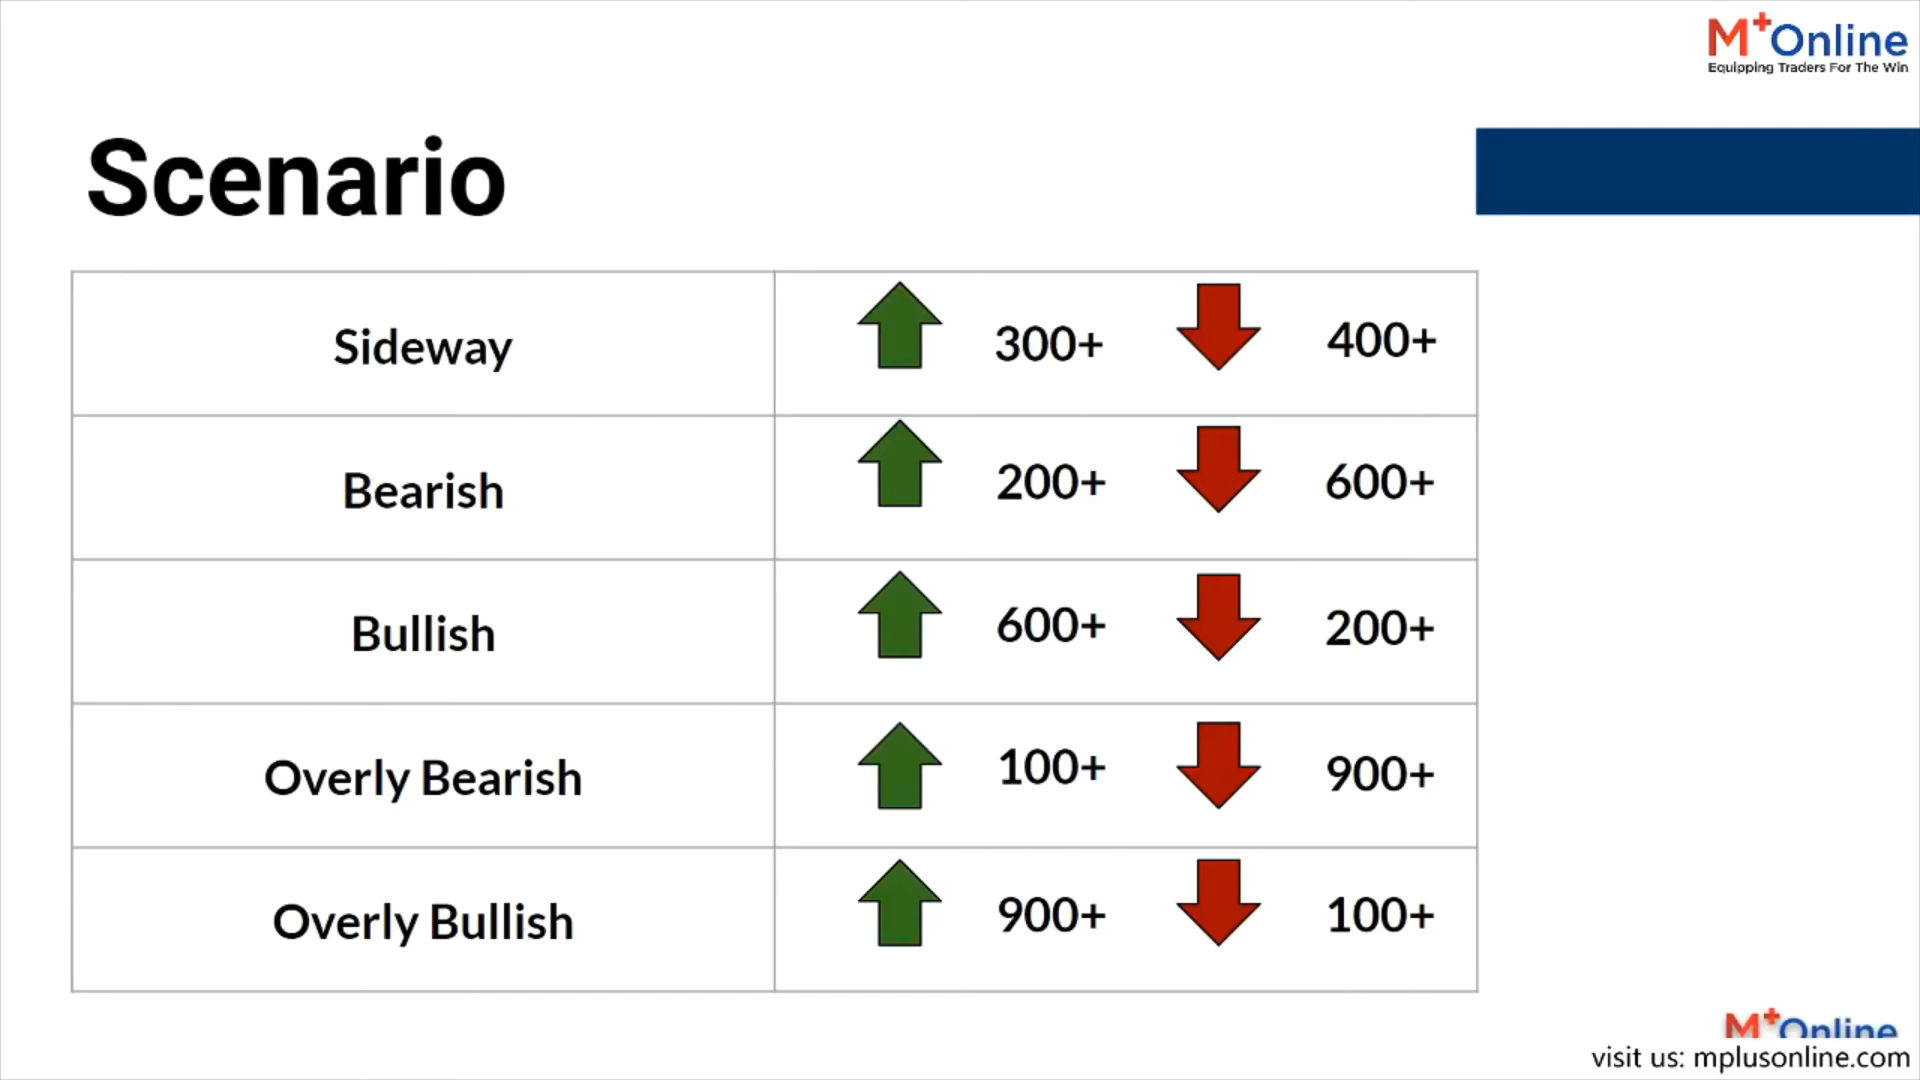 M+Online
Equipping Traders For The Win
Scenario
Sideway 300+ 400+
Bearish 200+ 600+
Bullish 600+ 200+
Overly Bearish 100+ 900+
Overly Bullish 900+ 100+
M+Online
visit us: mplusonline.com